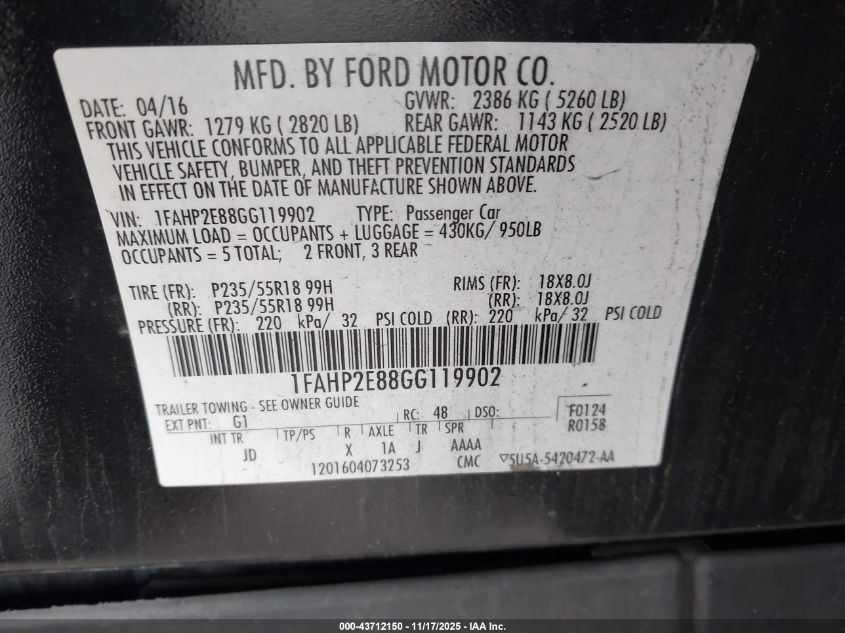 MFD. BY FORD MOTOR CO.
DATE: 04/16 GVWR: 2386 KG ( 5260 LB)
FRONT GAWR: 1279 KG ( 2820 LB) REAR GAWR: 1143 KG ( 2520 LB)
THIS VEHICLE CONFORMS TO ALL APPLICABLE FEDERAL MOTOR
VEHICLE SAFETY, BUMPER, AND THEFT PREVENTION STANDARDS
IN EFFECT ON THE DATE OF MANUFACTURE SHOWN ABOVE.
VIN: 1FAHP2E88GG119902 TYPE: Passenger Car
MAXIMUM LOAD = OCCUPANTS + LUGGAGE = 430KG/ 950LB
OCCUPANTS = 5 TOTAL; 2 FRONT, 3 REAR
TIRE (FR): P235/55R18 99H RIMS (FR): 18X8.0J
(RR): P235/55R18 99H (RR): 18X8.0J
PRESSURE (FR): 220 kPa/ 32 PSI COLD (RR): 220 kPa/ 32 PSI COLD
1FAHP2E88GG119902
TRAILER TOWING - SEE OWNER GUIDE
EXT PNT: G1 RC: 48 DSO: F0124
R0158
INT TR TP/PS R AXLE TR SPR
JD X 1A J AAAA
1201604073253 CMC ▽5U5A-5420472-AA
000-43712150 - 11/17/2025 - IAA Inc.